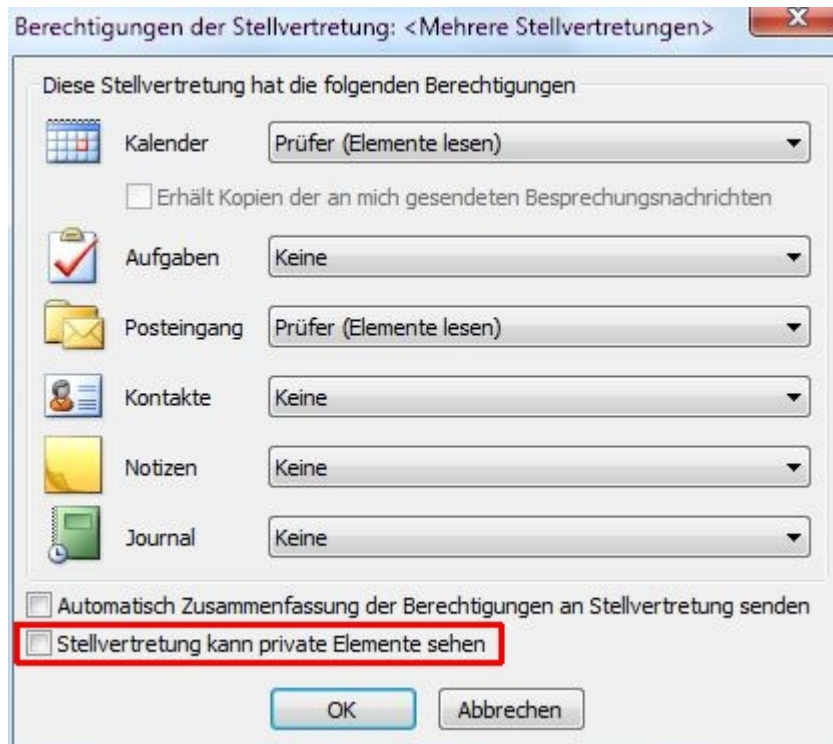 Berechtigungen der Stellvertretung: <Mehrere Stellvertretungen>
Diese Stellvertretung hat die folgenden Berechtigungen
Kalender Prüfer (Elemente lesen)
Erhält Kopien der an mich gesendeten Besprechungsnachrichten
Aufgaben Keine
Posteingang Prüfer (Elemente lesen)
Kontakte Keine
Notizen Keine
Journal Keine
Automatisch Zusammenfassung der Berechtigungen an Stellvertretung senden
Stellvertretung kann private Elemente sehen
OK Abbrechen